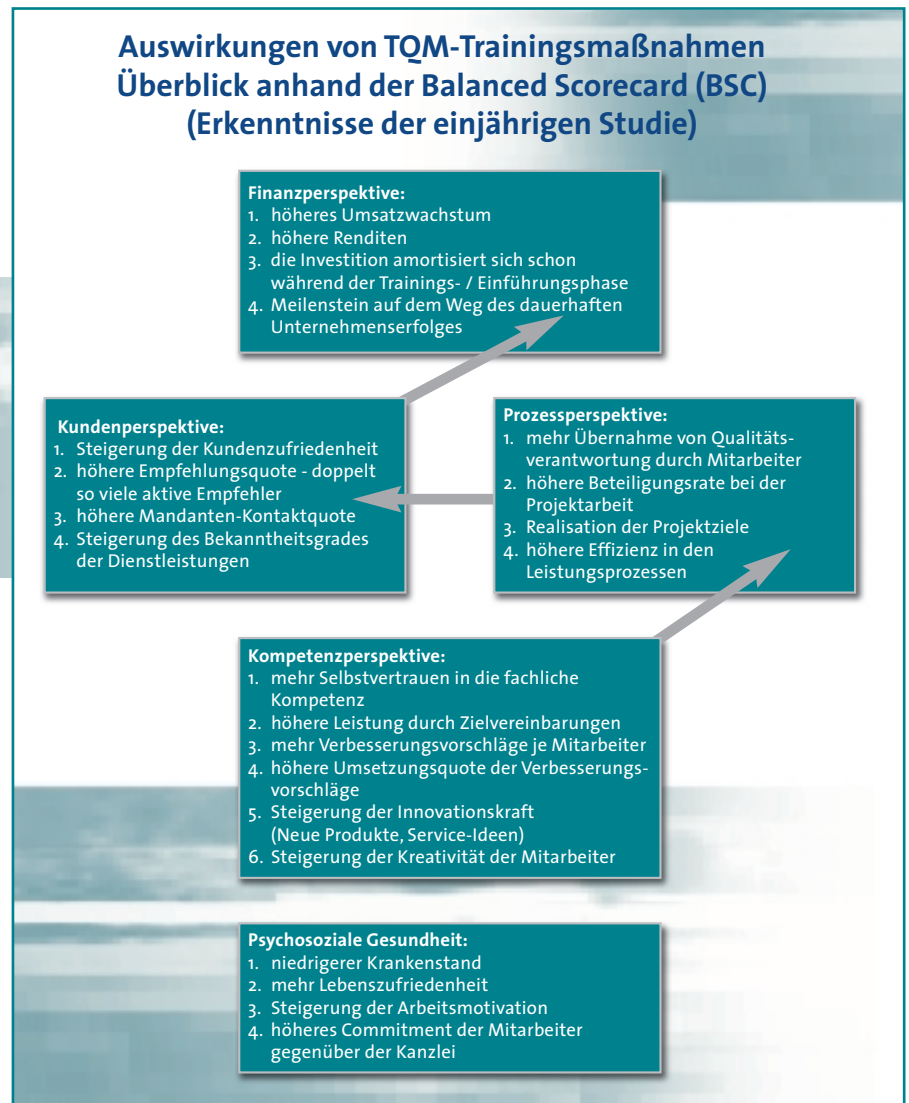 Auswirkungen von TQM-Trainingsmaßnahmen
Überblick anhand der Balanced Scorecard (BSC)
(Erkenntnisse der einjährigen Studie)
Finanzperspektive:
1. höheres Umsatzwachstum
2. höhere Renditen
3. die Investition amortisiert sich schon
während der Trainings- / Einführungsphase
4. Meilenstein auf dem Weg des dauerhaften
Unternehmenserfolges
Kundenperspektive:
1. Steigerung der Kundenzufriedenheit
2. höhere Empfehlungsquote - doppelt
so viele aktive Empfehler
3. höhere Mandanten-Kontaktquote
4. Steigerung des Bekanntheitsgrades
der Dienstleistungen
Prozessperspektive:
1. mehr Übernahme von Qualitäts-
verantwortung durch Mitarbeiter
2. höhere Beteiligungsrate bei der
Projektarbeit
3. Realisation der Projektziele
4. höhere Effizienz in den
Leistungsprozessen
Kompetenzperspektive:
1. mehr Selbstvertrauen in die fachliche
Kompetenz
2. höhere Leistung durch Zielvereinbarungen
3. mehr Verbesserungsvorschläge je Mitarbeiter
4. höhere Umsetzungsquote der Verbesserungs-
vorschläge
5. Steigerung der Innovationskraft
(Neue Produkte, Service-Ideen)
6. Steigerung der Kreativität der Mitarbeiter
Psychosoziale Gesundheit:
1. niedrigerer Krankenstand
2. mehr Lebenszufriedenheit
3. Steigerung der Arbeitsmotivation
4. höheres Commitment der Mitarbeiter
gegenüber der Kanzlei